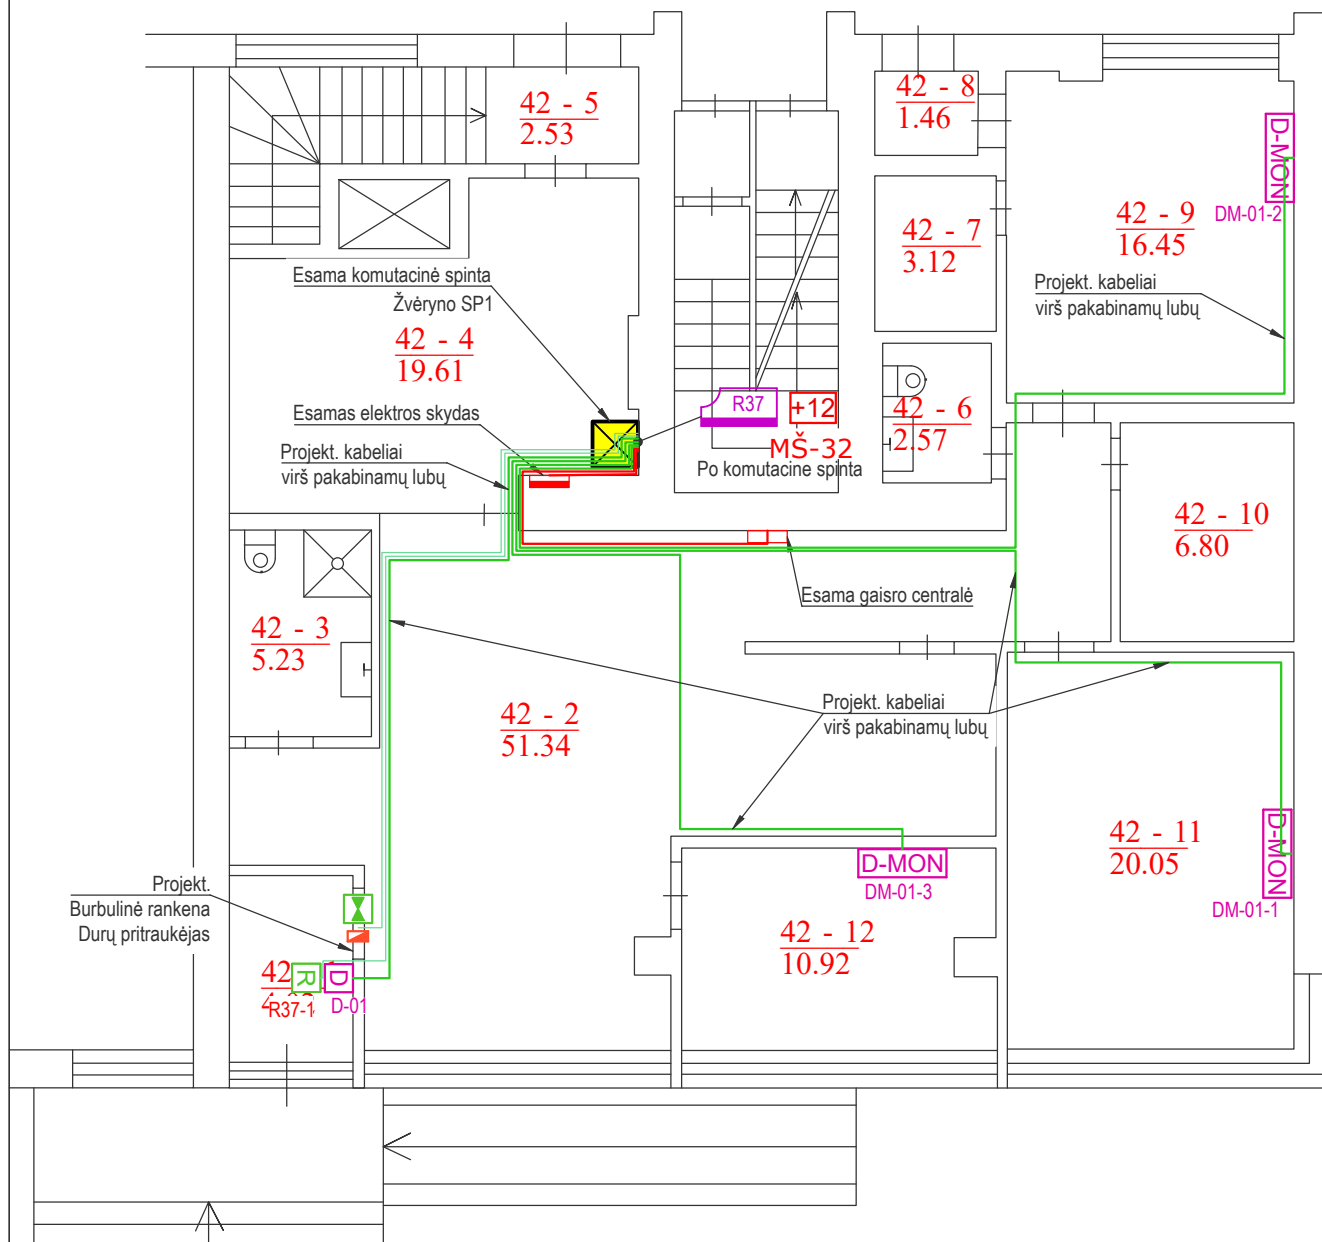 42 - 5
2.53
42 - 8
1.46
D-MON
DM-01-2
42 - 9
16.45
42 - 7
3.12
Esama komutacinė spinta
Žvėryno SP1
Projekt. kabeliai
virš pakabinamų lubų
42 - 4
19.61
R37
+12
MŠ-32
Po komutacine spinta
42 - 6
2.57
Esamas elektros skydas
Projekt. kabeliai
virš pakabinamų lubų
42 - 10
6.80
Esama gaisro centralė
42 - 3
5.23
42 - 2
51.34
Projekt. kabeliai
virš pakabinamų lubų
42 - 11
20.05
D-MON
DM-01-1
D-MON
DM-01-3
42 - 12
10.92
Projekt.
Burbulinė rankena
Durų pritraukėjas
42
R
D
R37-1
D-01